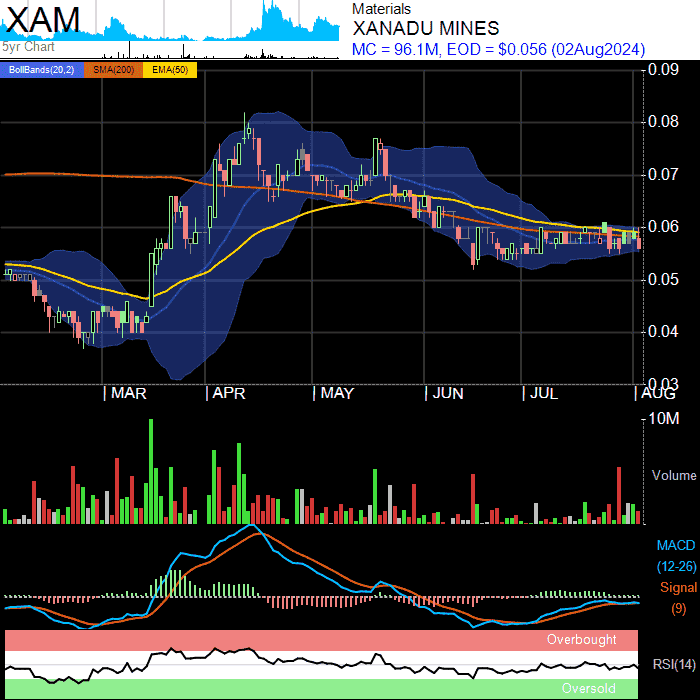 XAM
5yr Chart
Materials
XANADU MINES
MC = 96.1M, EOD = $0.056 (02Aug2024)
BollBands(20,2) SMA(200) EMA(50)
0.09
0.08
0.07
0.06
0.05
0.04
0.03
MAR APR MAY JUN JUL AUG
10M
Volume
MACD
(12-26)
Signal
(9)
Overbought
RSI(14)
Oversold